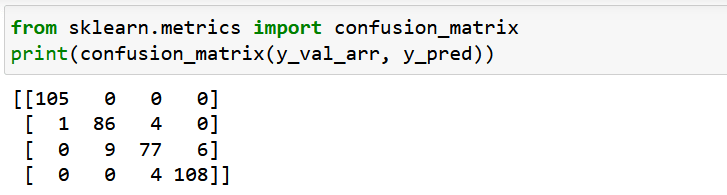 from sklearn.metrics import confusion_matrix
print(confusion_matrix(y_val_arr, y_pred))
[[105   0   0   0]
 [  1  86   4   0]
 [  0   9  77   6]
 [  0   0   4 108]]